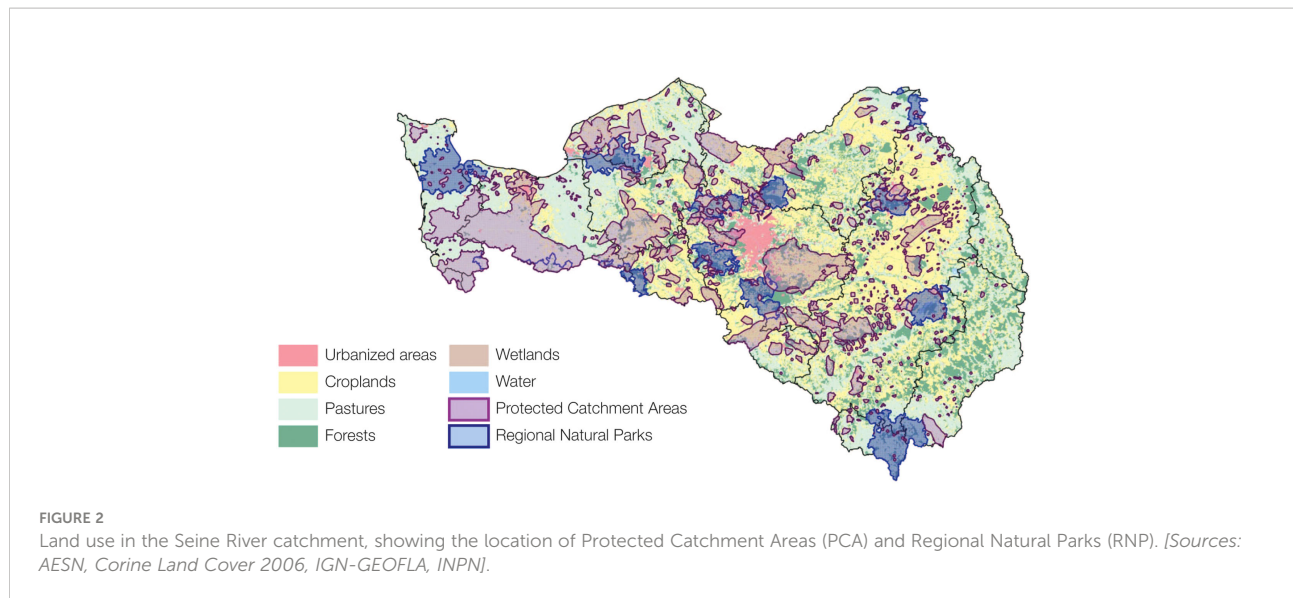 Urbanized areas
Croplands
Pastures
Forests
Wetlands
Water
Protected Catchment Areas
Regional Natural Parks
FIGURE 2
Land use in the Seine River catchment, showing the location of Protected Catchment Areas (PCA) and Regional Natural Parks (RNP). [Sources:
AESN, Corine Land Cover 2006, IGN-GEOFLA, INPN].